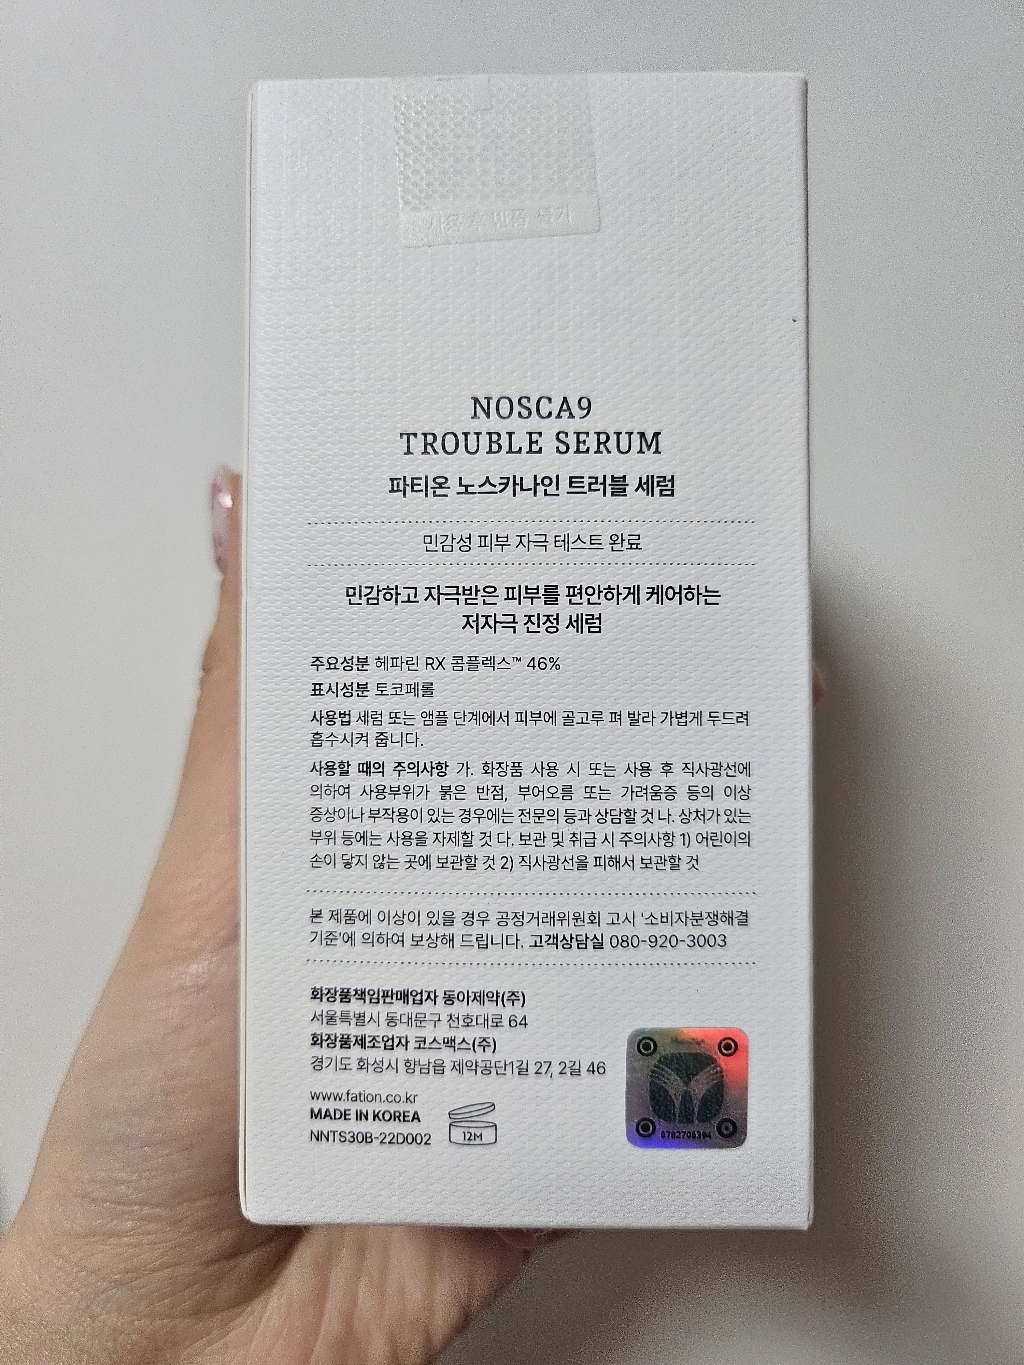 사용 후 반품 불가
NOSCA9
TROUBLE SERUM
파티온 노스카나인 트러블 세럼
민감성 피부 자극 테스트 완료
민감하고 자극받은 피부를 편안하게 케어하는
저자극 진정 세럼
주요성분 헤파린 RX 콤플렉스™ 46%
표시성분 토코페롤
사용법 세럼 또는 앰플 단계에서 피부에 골고루 펴 발라 가볍게 두드려
흡수시켜 줍니다.
사용할 때의 주의사항 가. 화장품 사용 시 또는 사용 후 직사광선에
의하여 사용부위가 붉은 반점, 부어오름 또는 가려움증 등의 이상
증상이나 부작용이 있는 경우에는 전문의 등과 상담할 것 나. 상처가 있는
부위 등에는 사용을 자제할 것 다. 보관 및 취급 시 주의사항 1) 어린이의
손이 닿지 않는 곳에 보관할 것 2) 직사광선을 피해서 보관할 것
본 제품에 이상이 있을 경우 공정거래위원회 고시 '소비자분쟁해결
기준'에 의하여 보상해 드립니다. 고객상담실 080-920-3003
화장품책임판매업자 동아제약(주)
서울특별시 동대문구 천호대로 64
화장품제조업자 코스맥스(주)
경기도 화성시 향남읍 제약공단1길 27, 2길 46
www.fation.co.kr
MADE IN KOREA
NNTS30B-22D002
12M